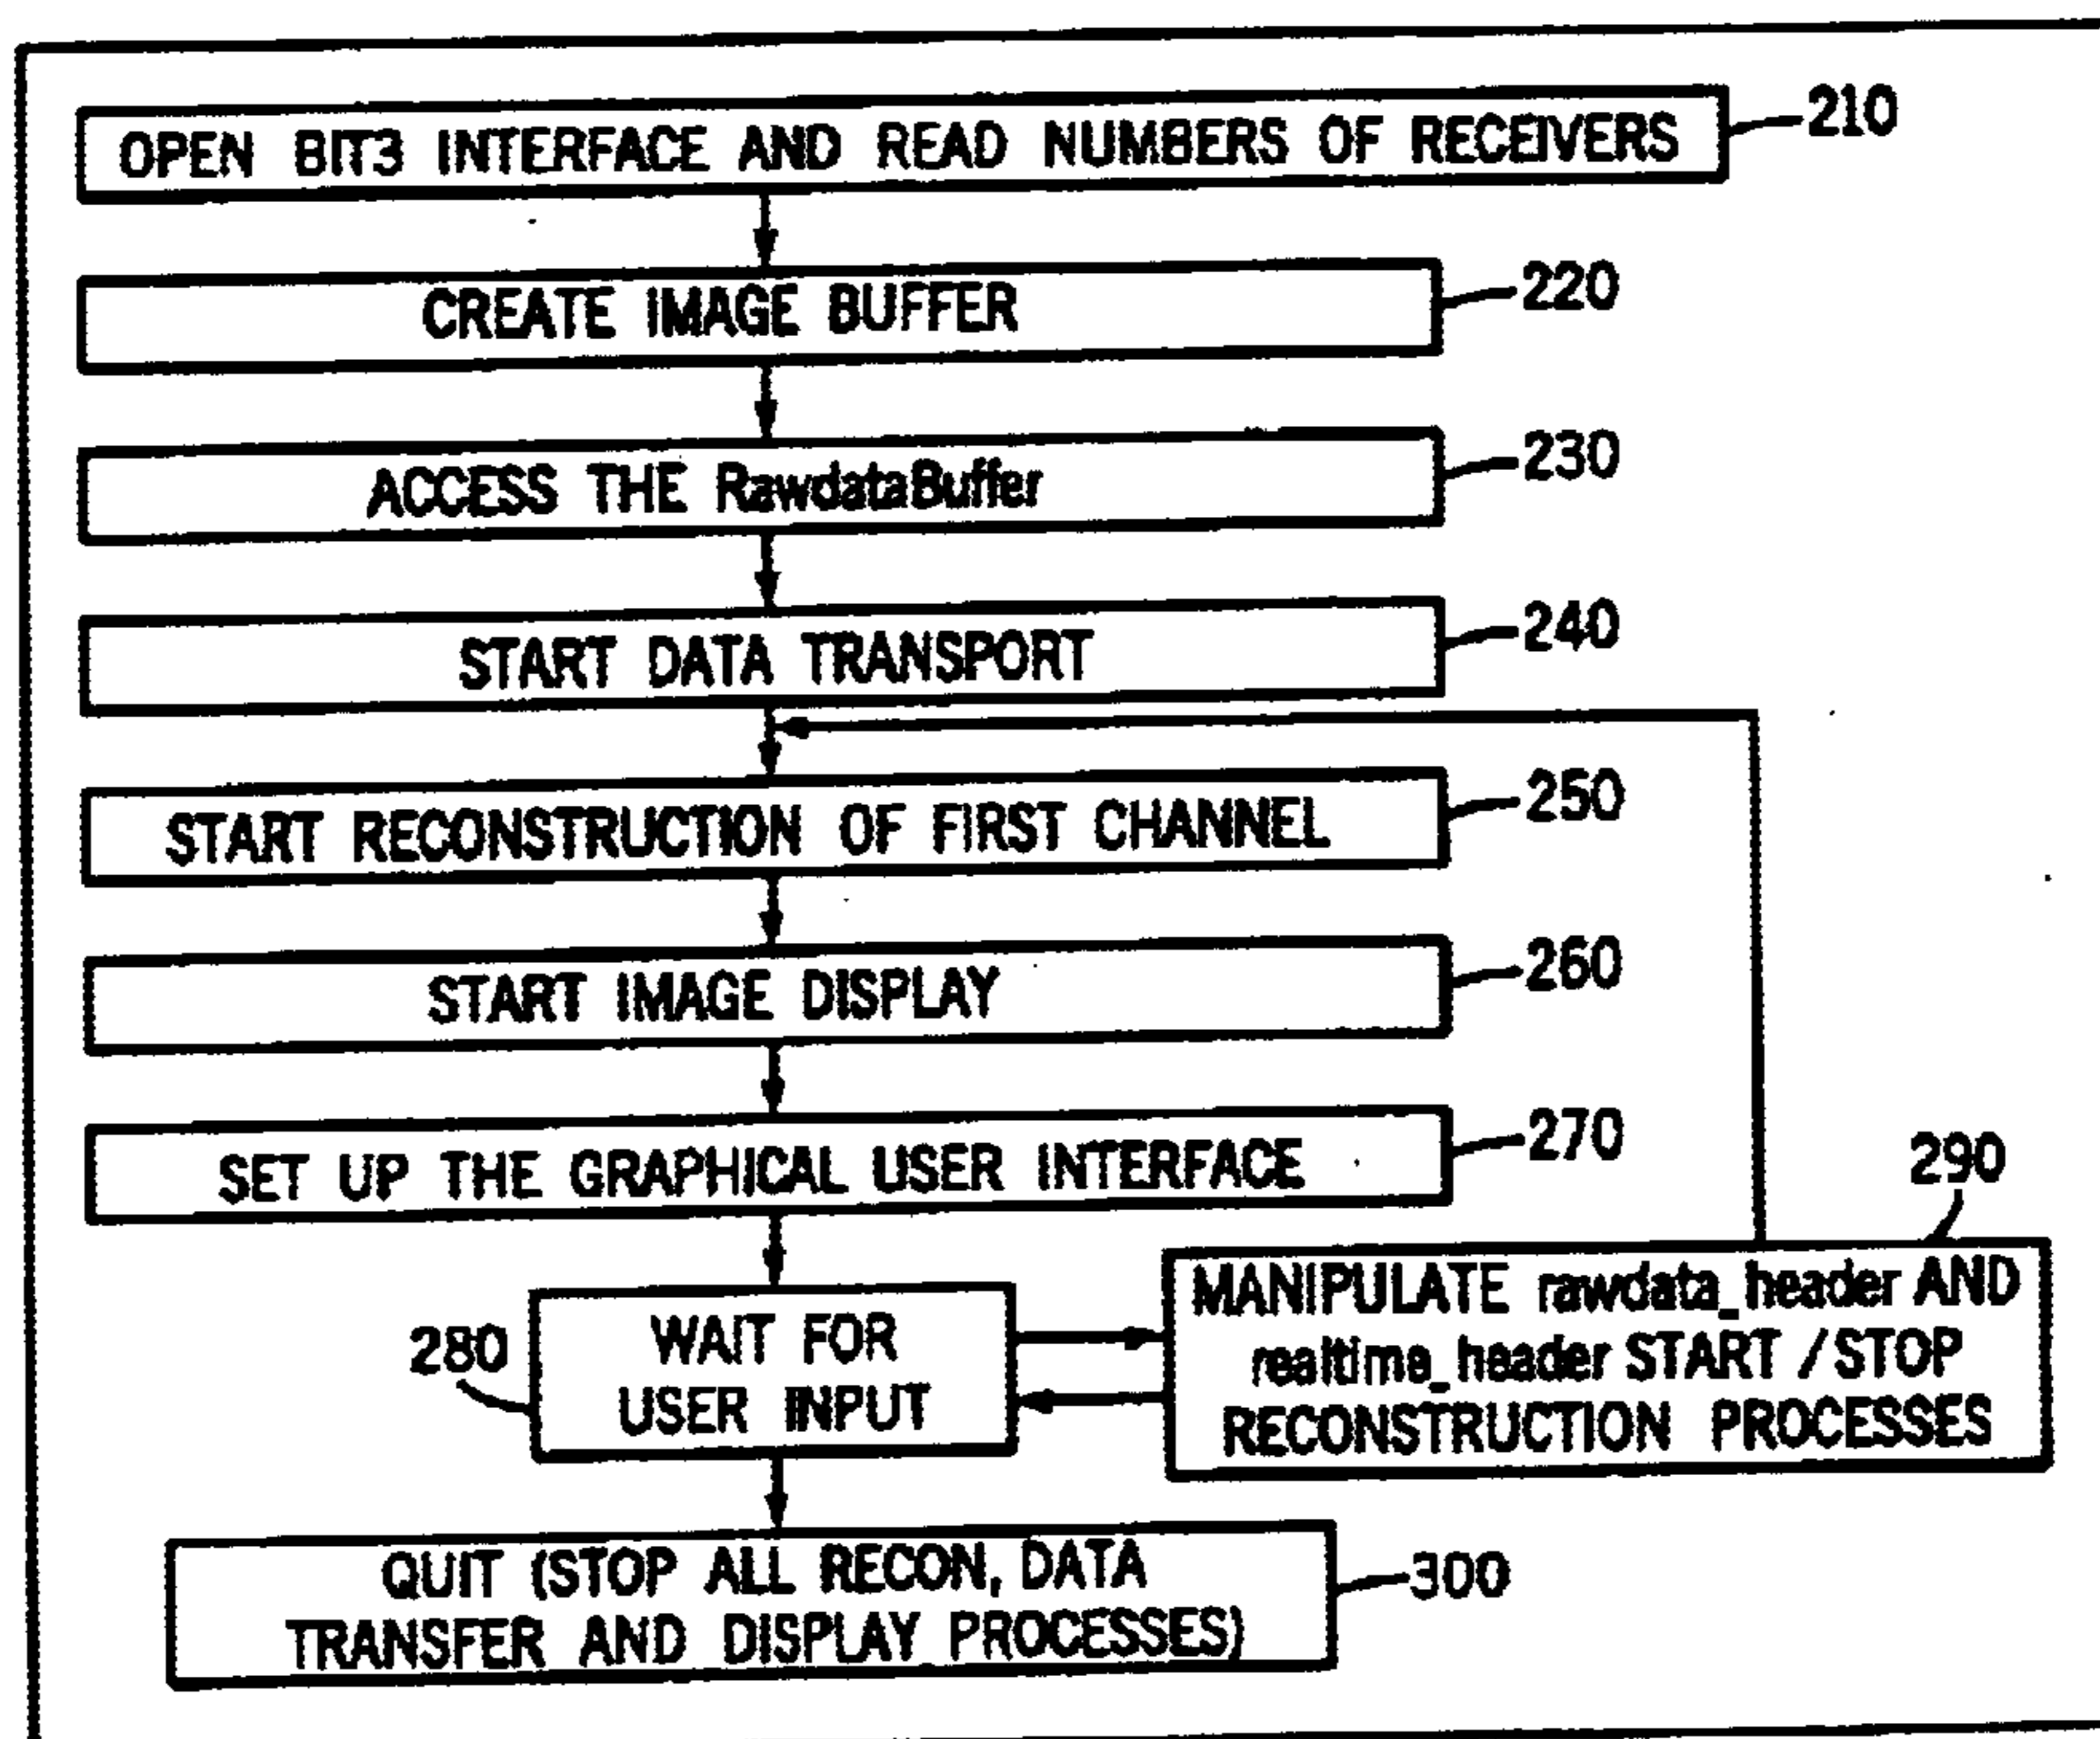 OPEN BIT3 INTERFACE AND READ NUMBERS OF RECEIVERS
210
CREATE IMAGE BUFFER
220
ACCESS THE RawdataBuffer
230
START DATA TRANSPORT
240
START RECONSTRUCTION OF FIRST CHANNEL
250
START IMAGE DISPLAY
260
SET UP THE GRAPHICAL USER INTERFACE
270
280
WAIT FOR
USER INPUT
290
MANIPULATE rawdata_header AND
realtime_header START / STOP
RECONSTRUCTION PROCESSES
QUIT (STOP ALL RECON, DATA
TRANSFER AND DISPLAY PROCESSES)
300